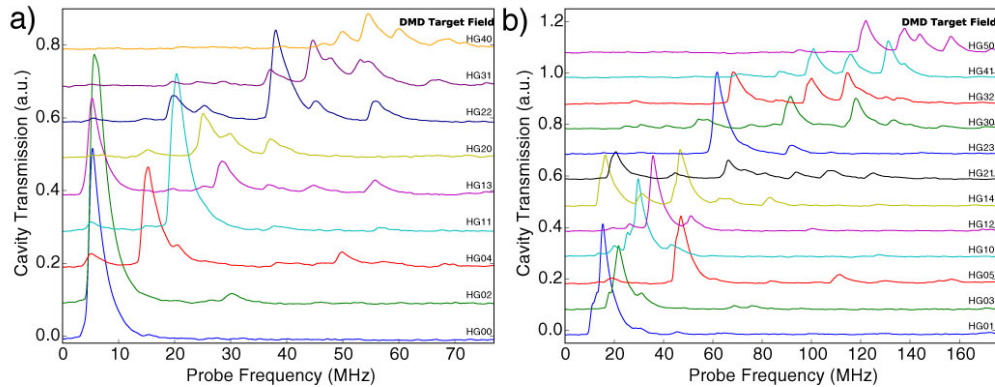 a)
DMD Target Field
HG40
HG31
HG22
HG20
HG13
HG11
HG04
HG02
HG00
0.8
0.6
0.4
0.2
0.0
Cavity Transmission (a.u.)
0 10 20 30 40 50 60 70
Probe Frequency (MHz)
b)
DMD Target Field
HG50
HG41
HG32
HG30
HG23
HG21
HG14
HG12
HG10
HG05
HG03
HG01
1.2
1.0
0.8
0.6
0.4
0.2
0.0
Cavity Transmission (a.u.)
0 20 40 60 80 100 120 140 160
Probe Frequency (MHz)